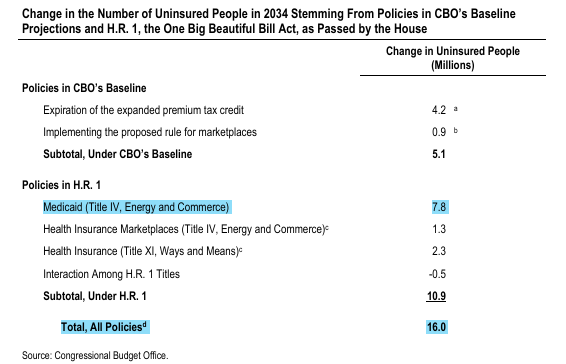 Change in the Number of Uninsured People in 2034 Stemming From Policies in CBO's Baseline
Projections and H.R. 1, the One Big Beautiful Bill Act, as Passed by the House
Change in Uninsured People
(Millions)
Policies in CBO's Baseline
Expiration of the expanded premium tax credit 4.2 a
Implementing the proposed rule for marketplaces 0.9 b
Subtotal, Under CBO's Baseline 5.1
Policies in H.R. 1
Medicaid (Title IV, Energy and Commerce) 7.8
Health Insurance Marketplaces (Title IV, Energy and Commerce)c 1.3
Health Insurance (Title XI, Ways and Means)c 2.3
Interaction Among H.R. 1 Titles -0.5
Subtotal, Under H.R. 1 10.9
Total, All Policiesd 16.0
Source: Congressional Budget Office.